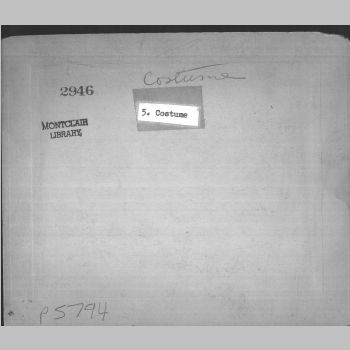 Costume
2946
5. Costume
MONTCLAIR
LIBRARY,
P5794